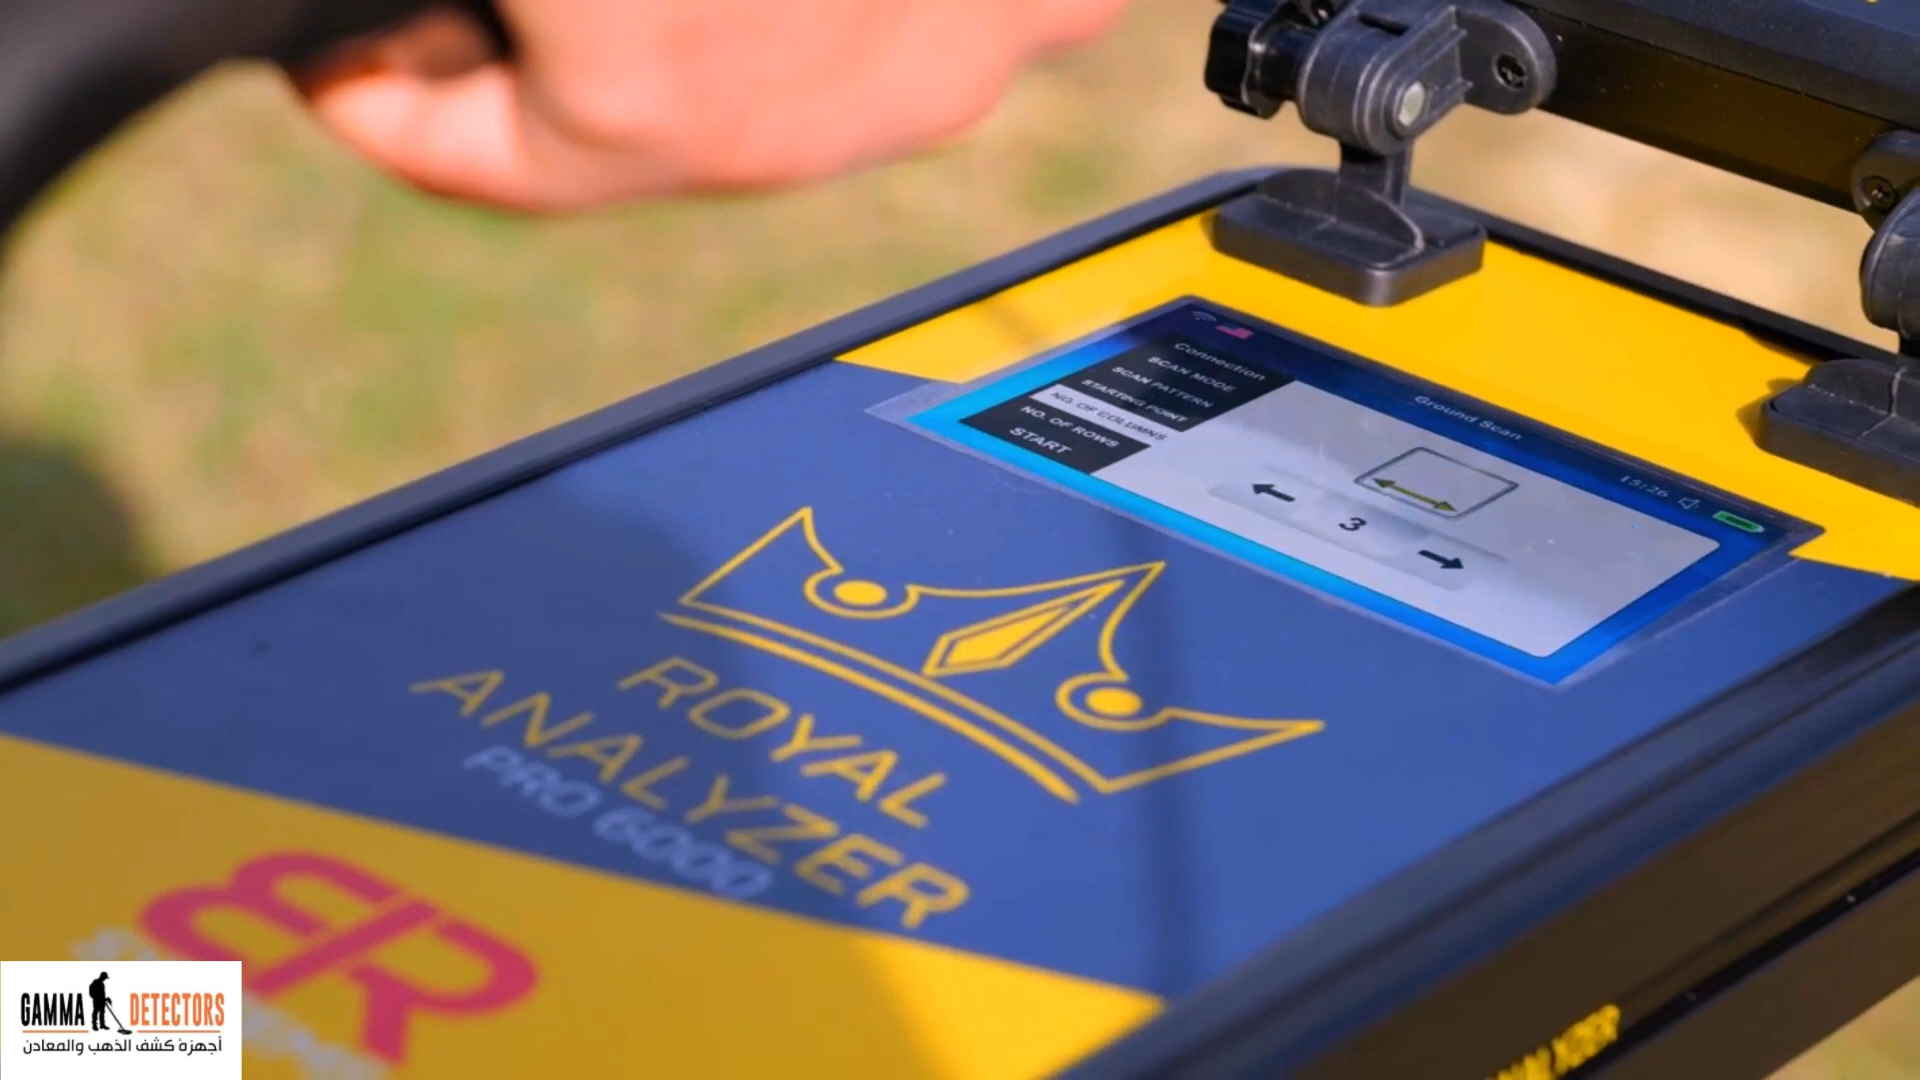 Connection
Ground Scan
15:26
SCAN MODE
SCAN PATTERN
STARTING POINT
NO. OF COLUMNS
NO. OF ROWS
START
3
ROYAL
ANALYZER
PRO 6000
BR
GAMMA DETECTORS
أجهزة كشف الذهب والمعادن